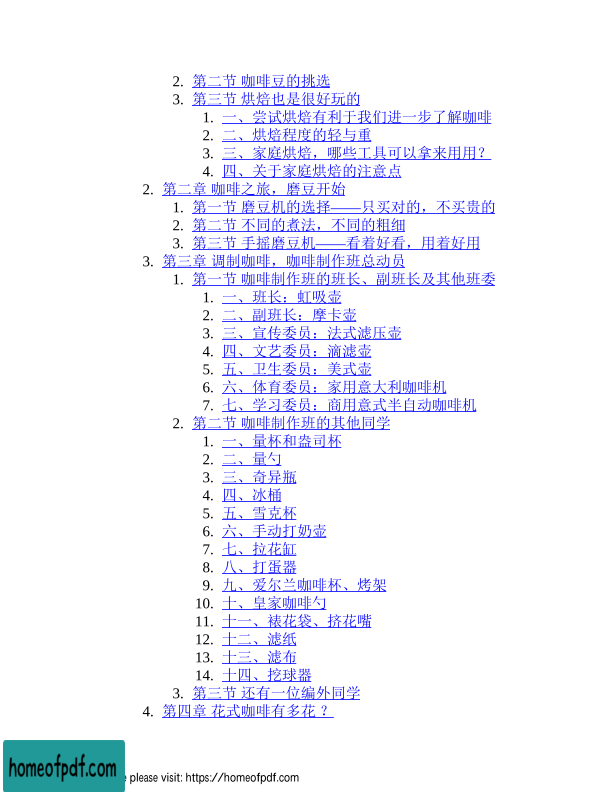 2. 第二节 咖啡豆的挑选
3. 第三节 烘焙也是很好玩的
1. 一、尝试烘焙有利于我们进一步了解咖啡
2. 二、烘焙程度的轻与重
3. 三、家庭烘焙，哪些工具可以拿来用用？
4. 四、关于家庭烘焙的注意点
2. 第二章 咖啡之旅，磨豆开始
1. 第一节 磨豆机的选择——只买对的，不买贵的
2. 第二节 不同的煮法，不同的粗细
3. 第三节 手摇磨豆机——看着好看，用着好用
3. 第三章 调制咖啡，咖啡制作班总动员
1. 第一节 咖啡制作班的班长、副班长及其他班委
1. 一、班长：虹吸壶
2. 二、副班长：摩卡壶
3. 三、宣传委员：法式滤压壶
4. 四、文艺委员：滴滤壶
5. 五、卫生委员：美式壶
6. 六、体育委员：家用意大利咖啡机
7. 七、学习委员：商用意式半自动咖啡机
2. 第二节 咖啡制作班的其他同学
1. 一、量杯和盎司杯
2. 二、量勺
3. 三、奇异瓶
4. 四、冰桶
5. 五、雪克杯
6. 六、手动打奶壶
7. 七、拉花缸
8. 八、打蛋器
9. 九、爱尔兰咖啡杯、烤架
10. 十、皇家咖啡勺
11. 十一、裱花袋、挤花嘴
12. 十二、滤纸
13. 十三、滤布
14. 十四、挖球器
3. 第三节 还有一位编外同学
4. 第四章 花式咖啡有多花 ？
homeofpdf.com
e please visit: https://homeofpdf.com